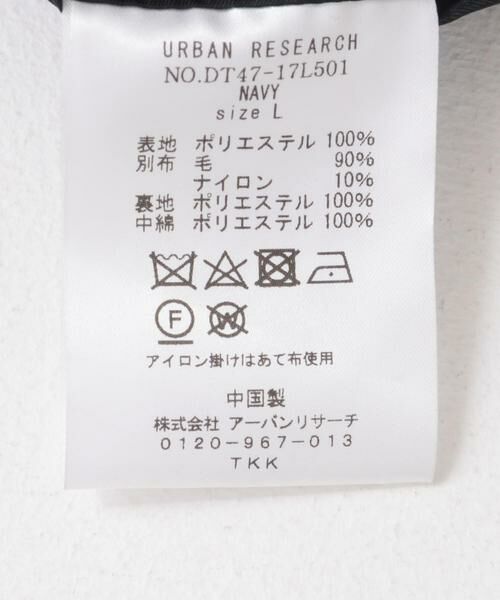 URBAN RESEARCH
NO.DT47-17L501
NAVY
size L
表地 ポリエステル 100%
別布 毛 90%
ナイロン 10%
裏地 ポリエステル 100%
中綿 ポリエステル 100%
F W
アイロン掛けはあて布使用
中国製
株式会社 アーバンリサーチ
0120-967-013
TKK